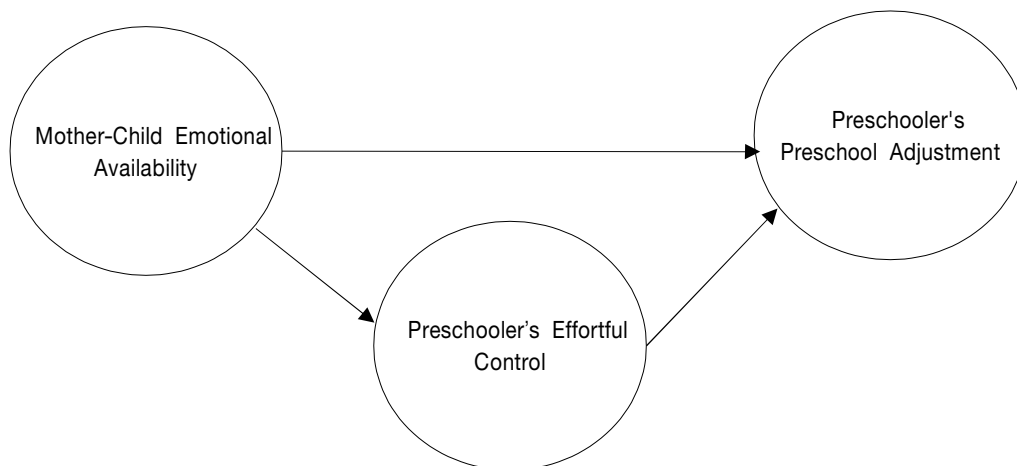 Mother-Child Emotional
Availability
Preschooler's
Preschool Adjustment
Preschooler’s Effortful
Control